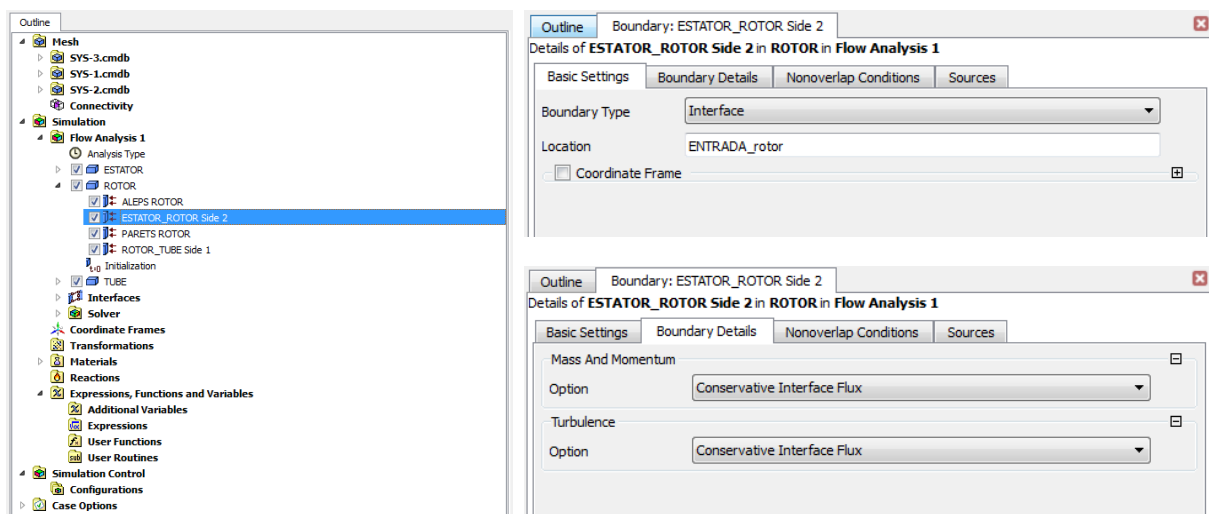 Outline
Mesh
SYS-3.cmdb
SYS-1.cmdb
SYS-2.cmdb
Connectivity
Simulation
Flow Analysis 1
Analysis Type
ESTATOR
ROTOR
ALEPS ROTOR
ESTATOR_ROTOR Side 2
PARETS ROTOR
ROTOR_TUBE Side 1
t=0 Initialization
TUBE
Interfaces
Solver
Coordinate Frames
Transformations
Materials
Reactions
Expressions, Functions and Variables
Additional Variables
Expressions
User Functions
User Routines
Simulation Control
Configurations
Case Options
Outline Boundary: ESTATOR_ROTOR Side 2
Details of ESTATOR_ROTOR Side 2 in ROTOR in Flow Analysis 1
Basic Settings Boundary Details Nonoverlap Conditions Sources
Boundary Type Interface
Location ENTRADA_rotor
Coordinate Frame
Outline Boundary: ESTATOR_ROTOR Side 2
Details of ESTATOR_ROTOR Side 2 in ROTOR in Flow Analysis 1
Basic Settings Boundary Details Nonoverlap Conditions Sources
Mass And Momentum
Option Conservative Interface Flux
Turbulence
Option Conservative Interface Flux